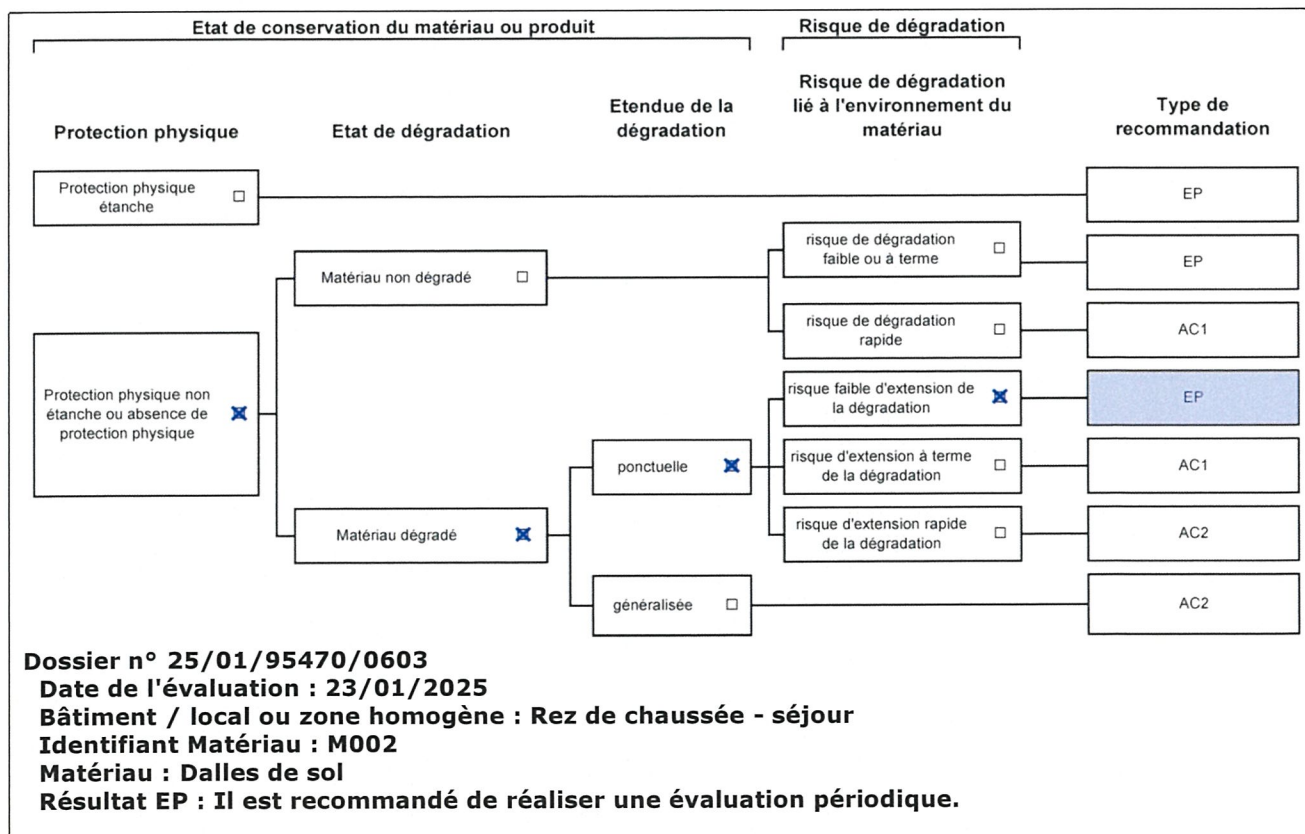 Etat de conservation du matériau ou produit
Risque de dégradation
Protection physique
Etat de dégradation
Etendue de la
dégradation
Risque de dégradation
lié à l'environnement du
matériau
Type de
recommandation
Protection physique
étanche
EP
Matériau non dégradé
risque de dégradation
faible ou à terme
EP
risque de dégradation
rapide
AC1
Protection physique non
étanche ou absence de
protection physique
risque faible d'extension de
la dégradation
EP
ponctuelle
risque d'extension à terme
de la dégradation
AC1
Matériau dégradé
risque d'extension rapide
de la dégradation
AC2
généralisée
AC2
Dossier n° 25/01/95470/0603
Date de l'évaluation : 23/01/2025
Bâtiment / local ou zone homogène : Rez de chaussée - séjour
Identifiant Matériau : M002
Matériau : Dalles de sol
Résultat EP : Il est recommandé de réaliser une évaluation périodique.